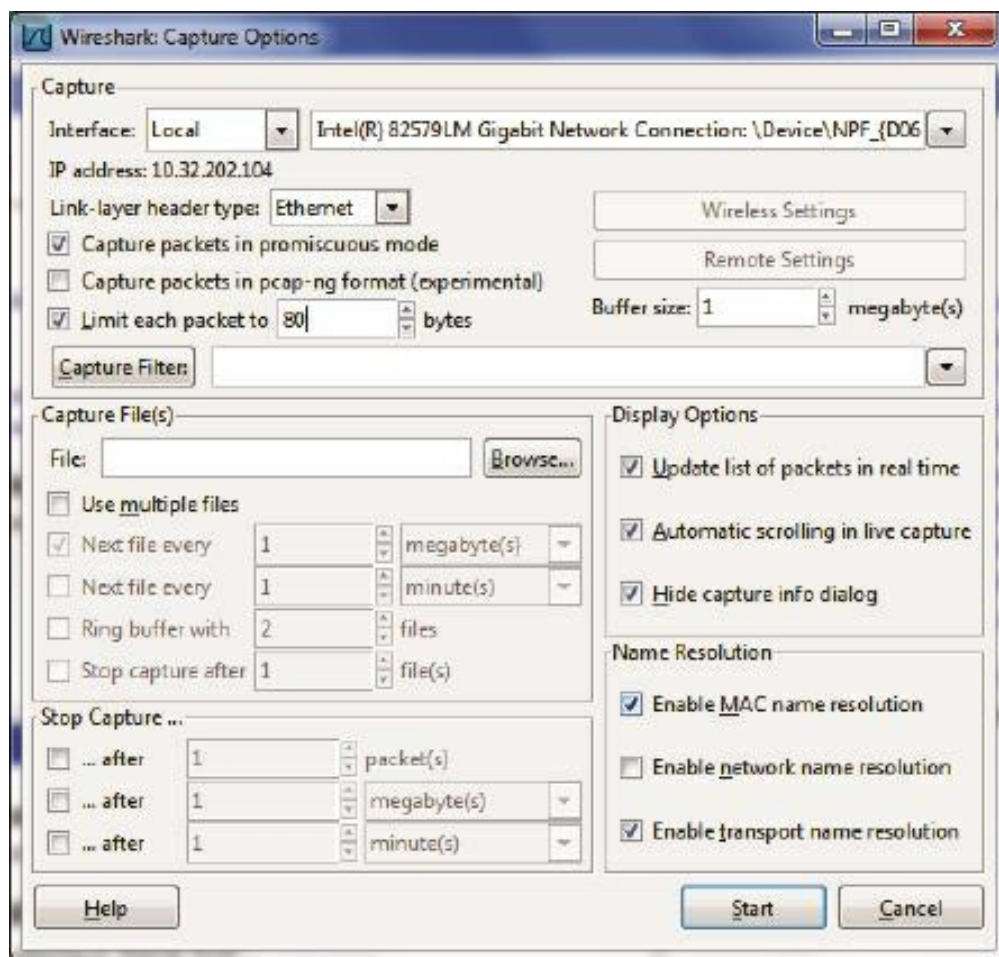 Wireshark: Capture Options
Capture
Interface: Local Intel(R) 82579LM Gigabit Network Connection: \Device\NPF_{D06
IP address: 10.32.202.104
Link-layer header type: Ethernet
Wireless Settings
Capture packets in promiscuous mode
Remote Settings
Capture packets in pcap-ng format (experimental)
Limit each packet to 80 bytes
Buffer size: 1 megabyte(s)
Capture Filter:
Capture File(s)
File: Browse...
Use multiple files
Next file every 1 megabyte(s)
Next file every 1 minute(s)
Ring buffer with 2 files
Stop capture after 1 file(s)
Stop Capture ...
... after 1 packet(s)
... after 1 megabyte(s)
... after 1 minute(s)
Display Options
Update list of packets in real time
Automatic scrolling in live capture
Hide capture info dialog
Name Resolution
Enable MAC name resolution
Enable network name resolution
Enable transport name resolution
Help
Start
Cancel